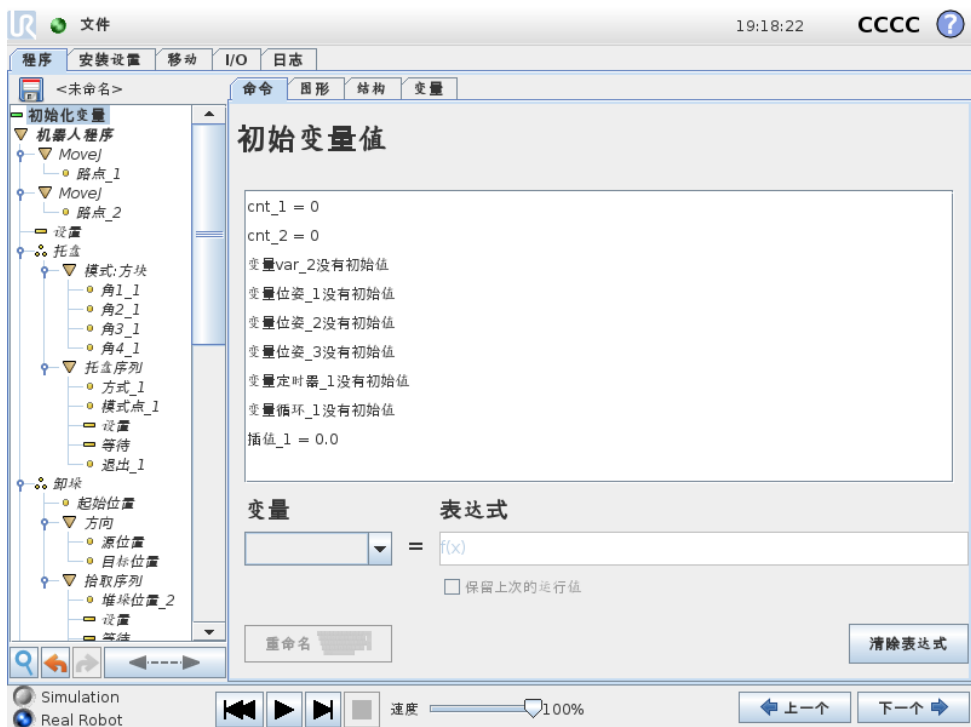 UR 文件 19:18:22 CCCC ?
程序 安装设置 移动 I/O 日志
<未命名>
命令 图形 结构 变量
初始化变量
机器人程序
MoveJ
路点_1
MoveJ
路点_2
设置
托盘
模式:方块
角1_1
角2_1
角3_1
角4_1
托盘序列
方式_1
模式点_1
设置
等待
退出_1
卸垛
起始位置
方向
源位置
目标位置
拾取序列
堆垛位置_2
设置
等待
初始变量值
cnt_1 = 0
cnt_2 = 0
变量var_2没有初始值
变量位姿_1没有初始值
变量位姿_2没有初始值
变量位姿_3没有初始值
变量定时器_1没有初始值
变量循环_1没有初始值
插值_1 = 0.0
变量 表达式
= f(x)
保留上次的运行值
重命名 清除表达式
Simulation
Real Robot
速度 100% 上一个 下一个